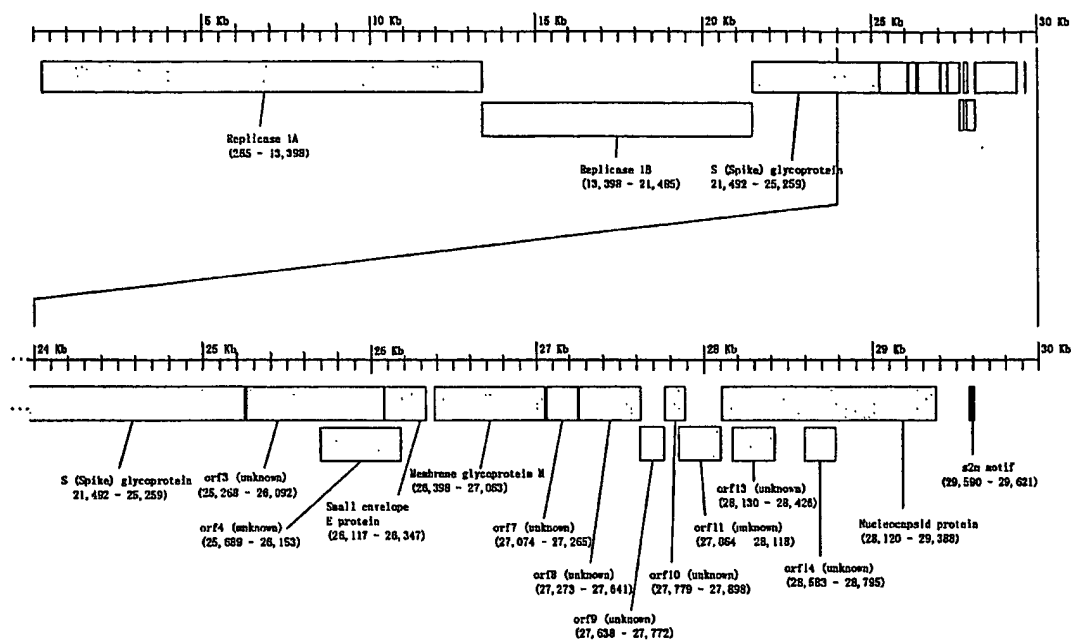 5 Kb
10 Kb
15 Kb
20 Kb
25 Kb
30 Kb
Replicase 1A
(265 - 13,398)
Replicase 1B
(13,398 - 21,485)
S (Spike) glycoprotein
21,492 - 25,259)
24 Kb
25 Kb
26 Kb
27 Kb
28 Kb
29 Kb
30 Kb
S (Spike) glycoprotein
21,492 - 25,259)
orf3 (unknown)
(25,268 - 26,092)
orf4 (unknown)
(25,689 - 26,153)
Small envelope
E protein
(26,117 - 26,347)
Membrane glycoprotein M
(26,398 - 27,063)
orf7 (unknown)
(27,074 - 27,265)
orf8 (unknown)
(27,273 - 27,641)
orf9 (unknown)
(27,638 - 27,772)
orf10 (unknown)
(27,779 - 27,898)
orf11 (unknown)
(27,864 28,118)
orf13 (unknown)
(28,130 - 28,426)
orf14 (unknown)
(28,583 - 28,795)
Nucleocapsid protein
(28,120 - 29,388)
s2m motif
(29,590 - 29,621)